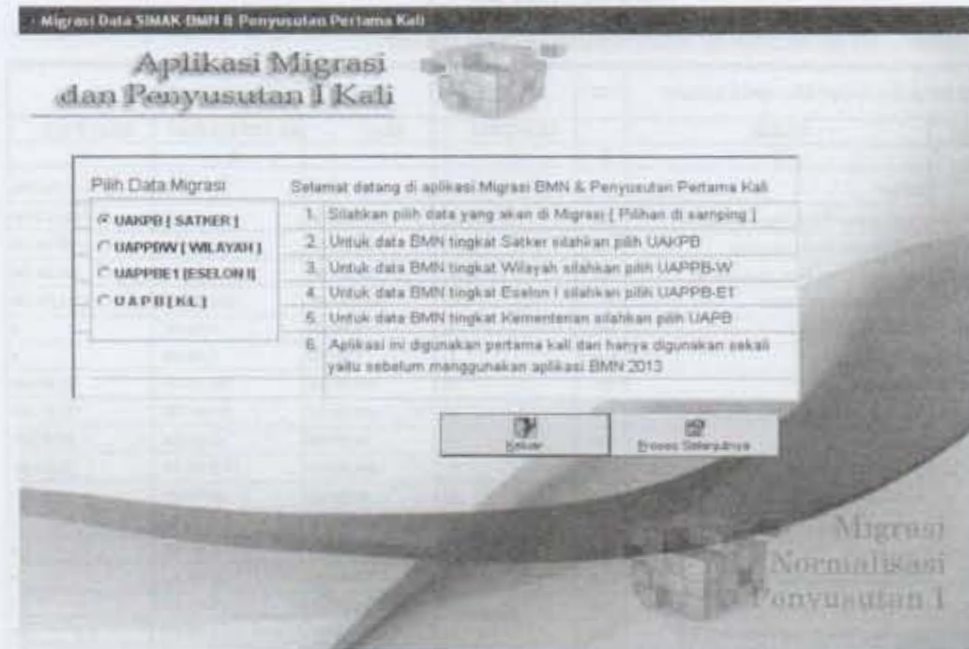 Migrasi Data SIMAK-BMN & Penyusutan Pertama Kali
Aplikasi Migrasi
dan Penyusutan I Kali
Pilih Data Migrasi
UAKPB [ SATKER ]
UAPPBW [ WILAYAH ]
UAPPBE1 [ESELON I]
U A P B [ K/L ]
Selamat datang di aplikasi Migrasi BMN & Penyusutan Pertama Kali
1. Silahkan pilih data yang akan di Migrasi [ Pilihan di samping ]
2. Untuk data BMN tingkat Satker silahkan pilih UAKPB
3. Untuk data BMN tingkat Wilayah silahkan pilih UAPPB-W
4. Untuk data BMN tingkat Eselon I silahkan pilih UAPPB-E1
5. Untuk data BMN tingkat Kementerian silahkan pilih UAPB
6. Aplikasi ini digunakan pertama kali dan hanya digunakan sekali
yaitu sebelum menggunakan aplikasi BMN 2013
Keluar
Proses Selanjutnya
Migrasi
Normalisasi
Penyusutan I